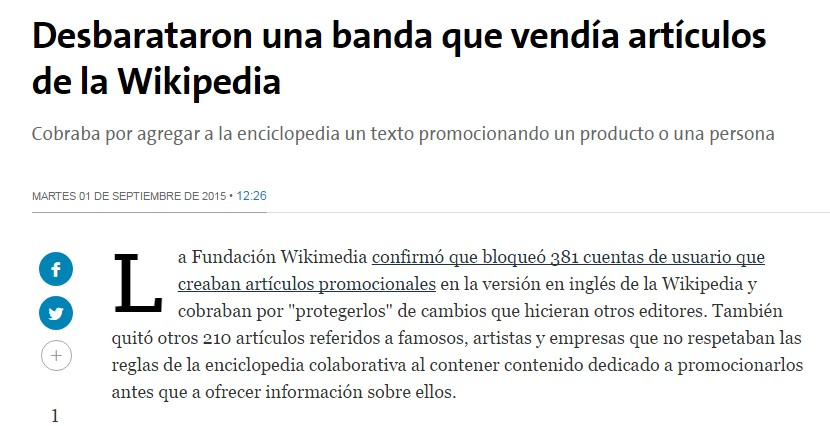 Desbarataron una banda que vendía artículos
de la Wikipedia
Cobraba por agregar a la enciclopedia un texto promocionando un producto o una persona
MARTES 01 DE SEPTIEMBRE DE 2015 • 12:26
La Fundación Wikimedia confirmó que bloqueó 381 cuentas de usuario que
creaban artículos promocionales en la versión en inglés de la Wikipedia y
cobraban por "protegerlos" de cambios que hicieran otros editores. También
quitó otros 210 artículos referidos a famosos, artistas y empresas que no respetaban las
reglas de la enciclopedia colaborativa al contener contenido dedicado a promocionarlos
antes que a ofrecer información sobre ellos.
1